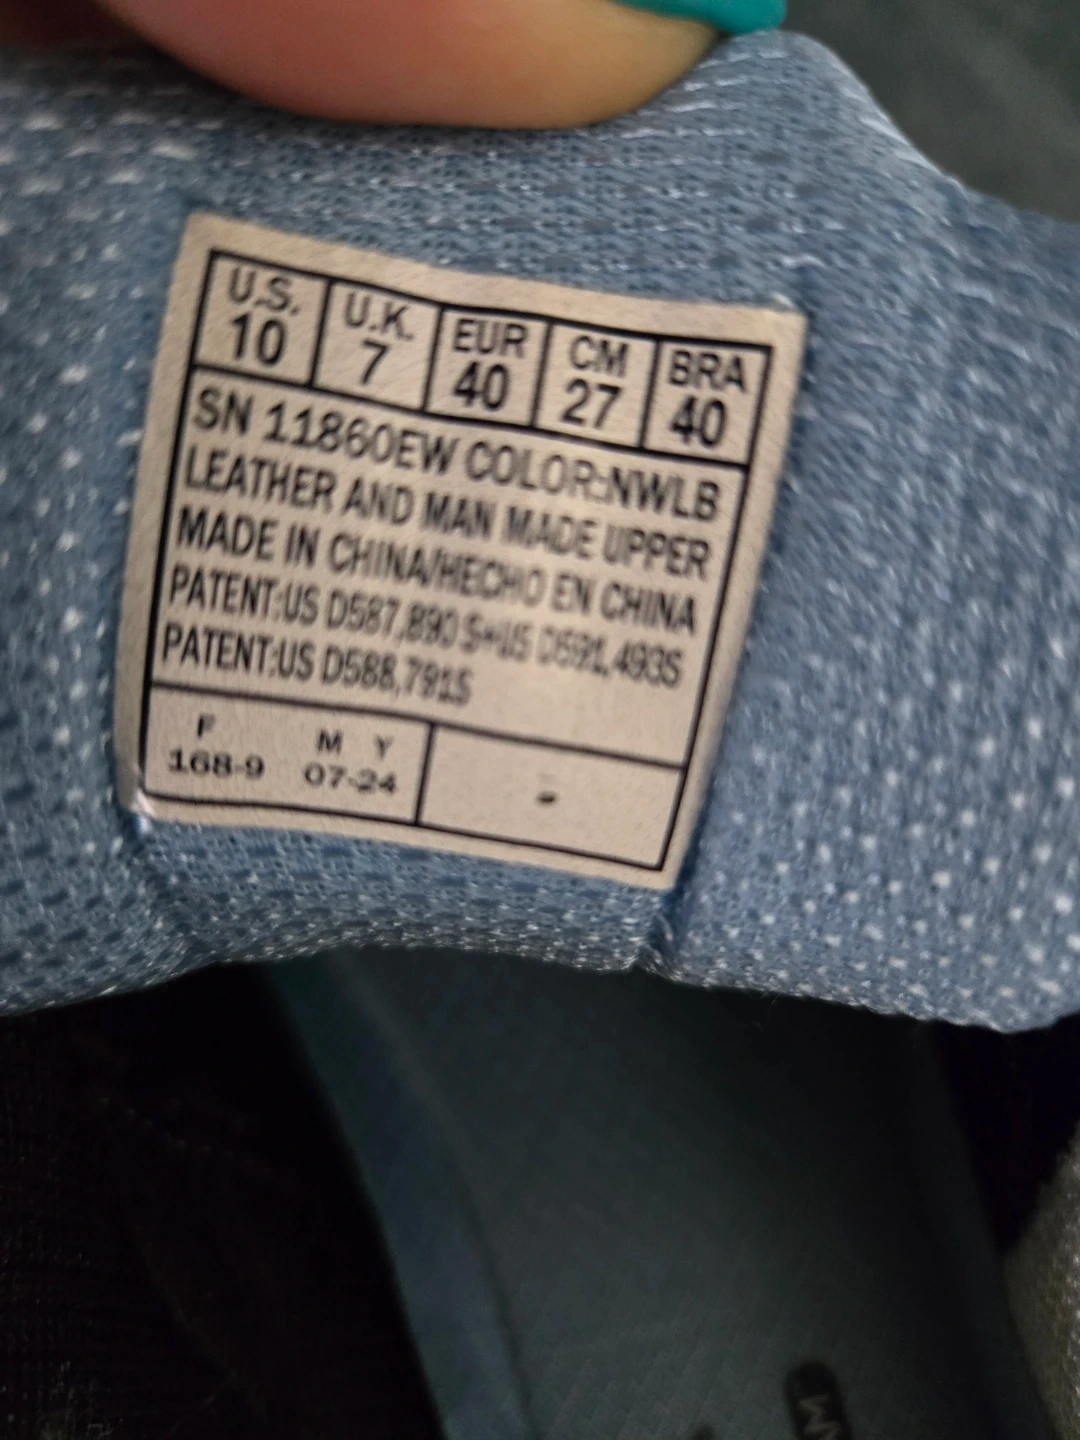 U.S. U.K. EUR CM BRA
10 7 40 27 40
SN 11860EW COLOR:NWLB
LEATHER AND MAN MADE UPPER
MADE IN CHINA/HECHO EN CHINA
PATENT:US D587,890 S+US D591,493S
PATENT:US D588,791S
F M Y
168-9 07-24
-